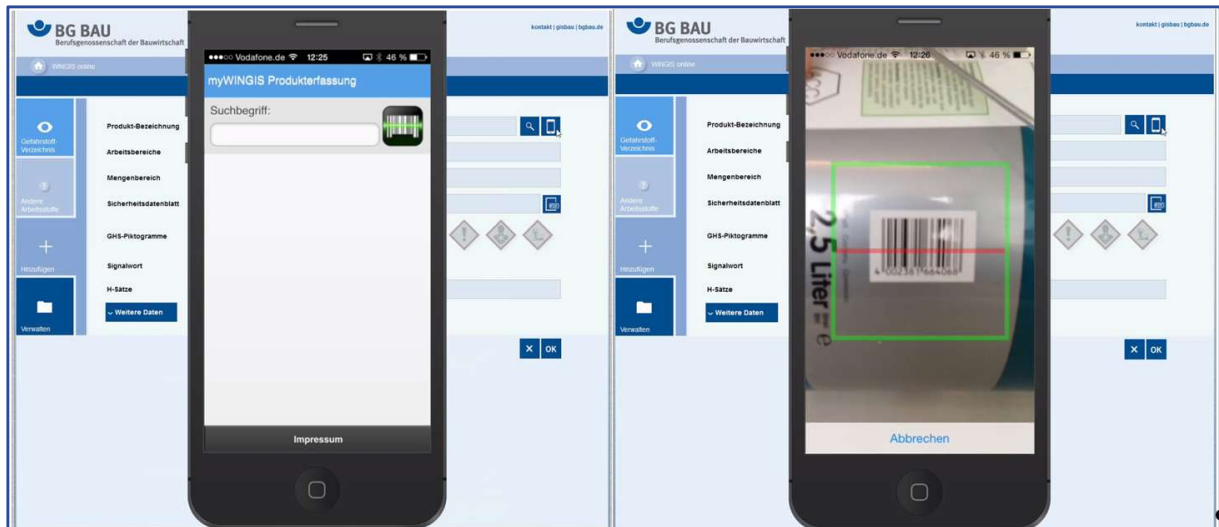 BG BAU
Berufsgenossenschaft der Bauwirtschaft
kontakt | gisbau | bgbau.de
WINGIS online
Gefahrstoff-
Verzeichnis
Andere
Arbeitsstoffe
Hinzufügen
Verwalten
Produkt-Bezeichnung
Arbeitsbereiche
Mengenbereich
Sicherheitsdatenblatt
GHS-Piktogramme
Signalwort
H-Sätze
Weitere Daten
Vodafone.de 12:25 46 %
myWINGIS Produkterfassung
Suchbegriff:
Impressum
X OK
BG BAU
Berufsgenossenschaft der Bauwirtschaft
kontakt | gisbau | bgbau.de
WINGIS online
Gefahrstoff-
Verzeichnis
Andere
Arbeitsstoffe
Hinzufügen
Verwalten
Produkt-Bezeichnung
Arbeitsbereiche
Mengenbereich
Sicherheitsdatenblatt
GHS-Piktogramme
Signalwort
H-Sätze
Weitere Daten
Vodafone.de 12:26 46 %
2,5 Liter
4 002381 664068
Abbrechen
X OK